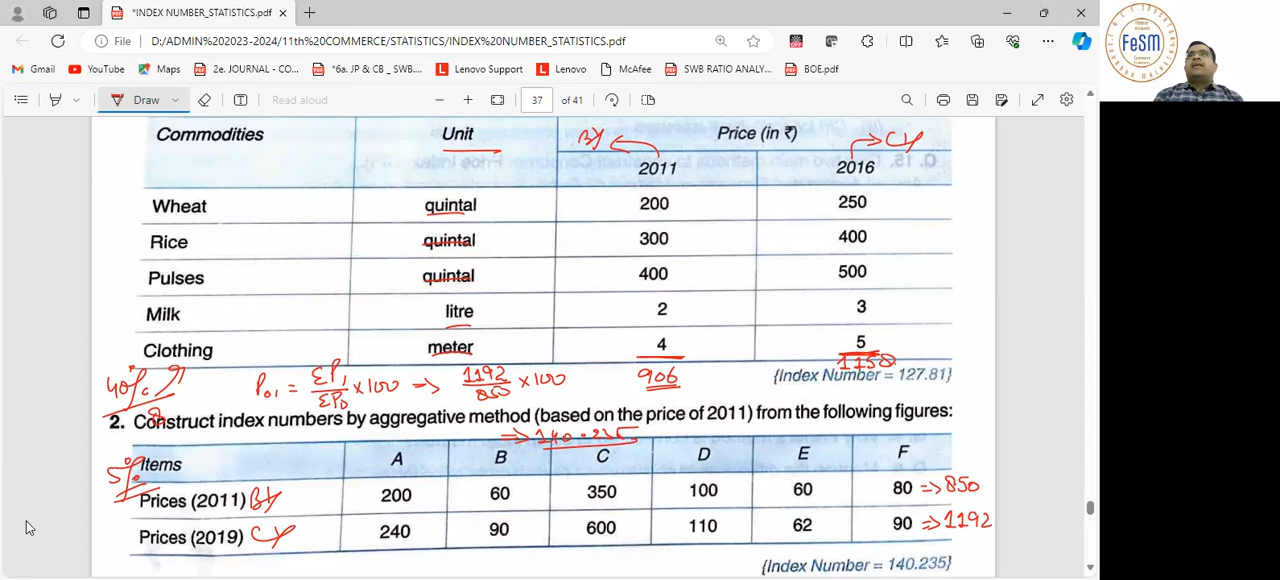 *INDEX NUMBER_STATISTICS.pdf
File D:/ADMIN%202023-2024/11th%20COMMERCE/STATISTICS/INDEX%20NUMBER_STATISTICS.pdf
Gmail YouTube Maps 2e. JOURNAL - CO... *6a. JP & CB _ SWB... Lenovo Support Lenovo McAfee SWB RATIO ANALY... BOE.pdf
Draw Read aloud 37 of 41
FeSM
Commodities Unit Price (in ₹)
BY CY
2011 2016
Wheat quintal 200 250
Rice quintal 300 400
Pulses quintal 400 500
Milk litre 2 3
Clothing meter 4 5
906 1158
{Index Number = 127.81}
40% P01 = ΣP1/ΣP0 × 100 => 1192/850 × 100
8
2. Construct index numbers by aggregative method (based on the price of 2011) from the following figures:
=> 140.235
5%
Items A B C D E F
Prices (2011) BY 200 60 350 100 60 80 => 850
Prices (2019) CY 240 90 600 110 62 90 => 1192
{Index Number = 140.235}